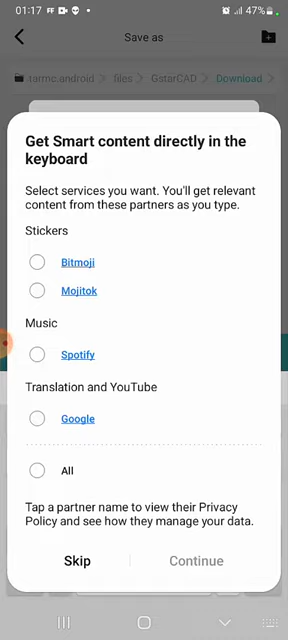 01:17
47%
Save as
tarmc.android > files > GstarCAD > Download >
Get Smart content directly in the
keyboard
Select services you want. You'll get relevant
content from these partners as you type.
Stickers
Bitmoji
Mojitok
Music
Spotify
Translation and YouTube
Google
All
Tap a partner name to view their Privacy
Policy and see how they manage your data.
Skip
Continue